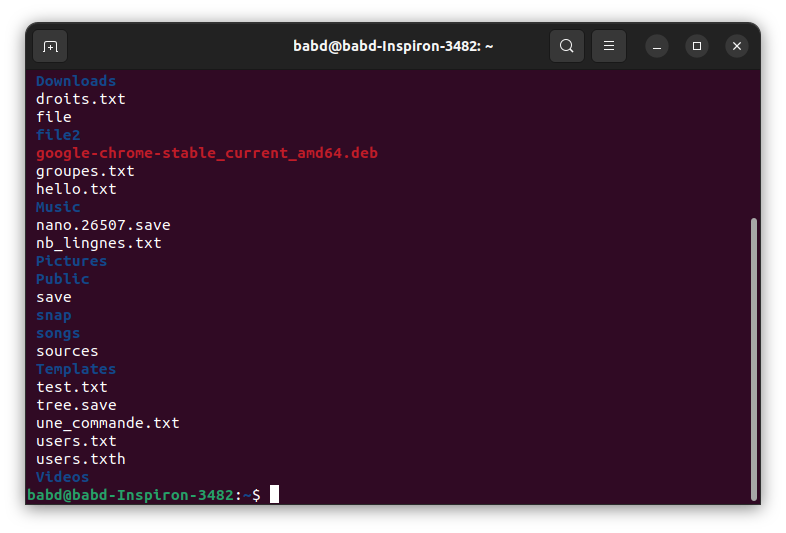 babd@babd-Inspiron-3482: ~
Downloads
droits.txt
file
file2
google-chrome-stable_current_amd64.deb
groupes.txt
hello.txt
Music
nano.26507.save
nb_lingnes.txt
Pictures
Public
save
snap
songs
sources
Templates
test.txt
tree.save
une_commande.txt
users.txt
users.txth
Videos
babd@babd-Inspiron-3482:~$